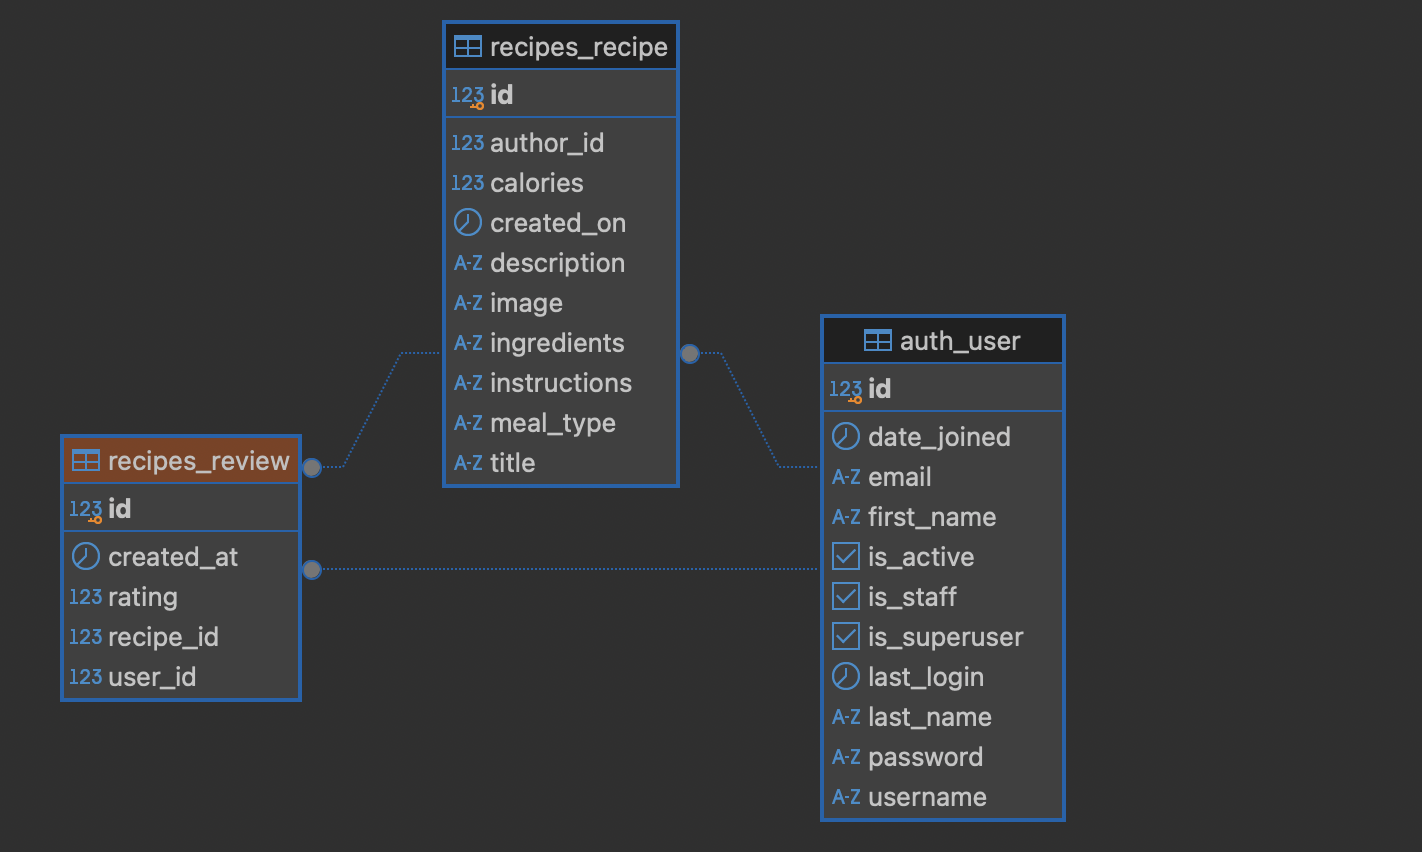 recipes_recipe
123 id
123 author_id
123 calories
created_on
A-Z description
A-Z image
A-Z ingredients
A-Z instructions
A-Z meal_type
A-Z title
recipes_review
123 id
created_at
123 rating
123 recipe_id
123 user_id
auth_user
123 id
date_joined
A-Z email
A-Z first_name
is_active
is_staff
is_superuser
last_login
A-Z last_name
A-Z password
A-Z username